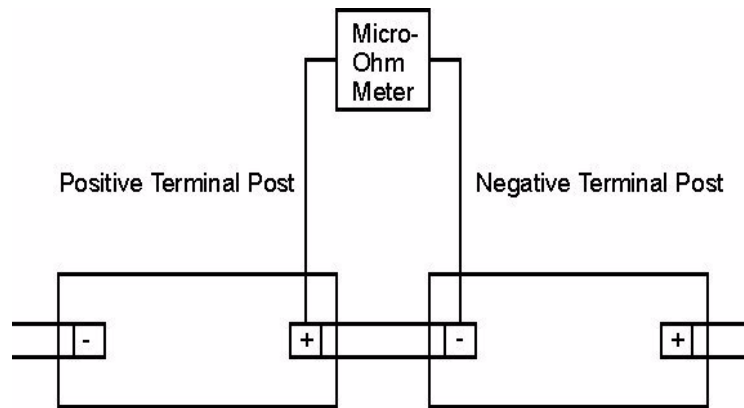 Micro-
Ohm
Meter
Positive Terminal Post
Negative Terminal Post
- + - +